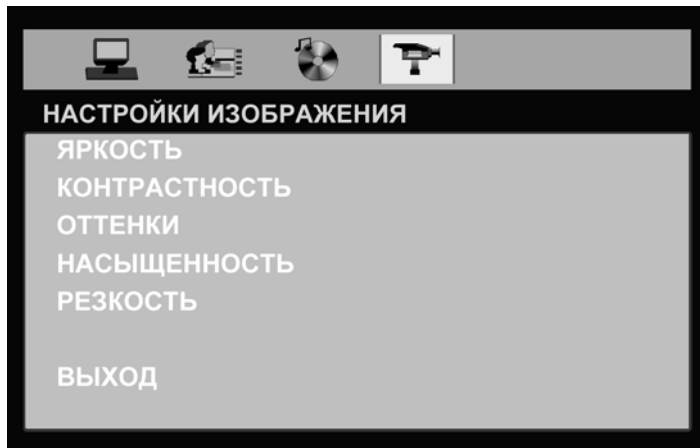 НАСТРОЙКИ ИЗОБРАЖЕНИЯ
ЯРКОСТЬ
КОНТРАСТНОСТЬ
ОТТЕНКИ
НАСЫЩЕННОСТЬ
РЕЗКОСТЬ
ВЫХОД